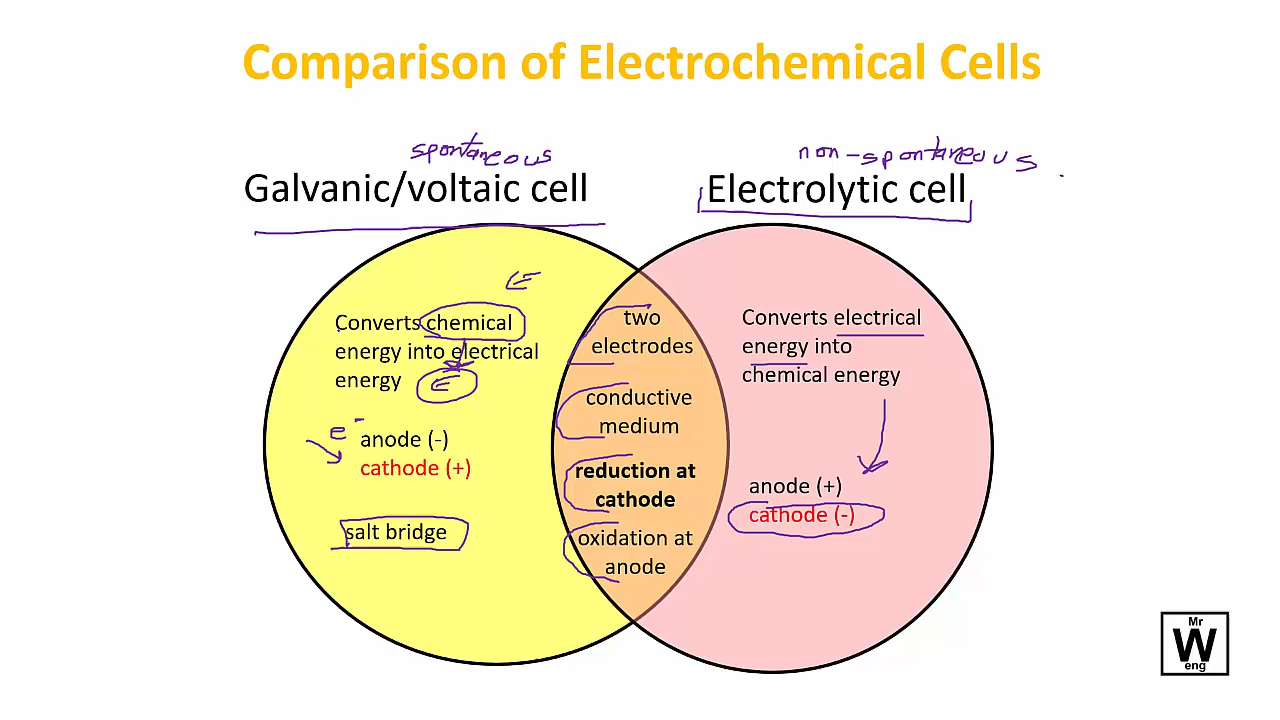 Comparison of Electrochemical Cells
spontaneous
Galvanic/voltaic cell
Converts chemical
energy into electrical
energy
e-
anode (-)
cathode (+)
salt bridge
two
electrodes
conductive
medium
reduction at
cathode
oxidation at
anode
non-spontaneous
Electrolytic cell
Converts electrical
energy into
chemical energy
anode (+)
cathode (-)
Mr
W
eng